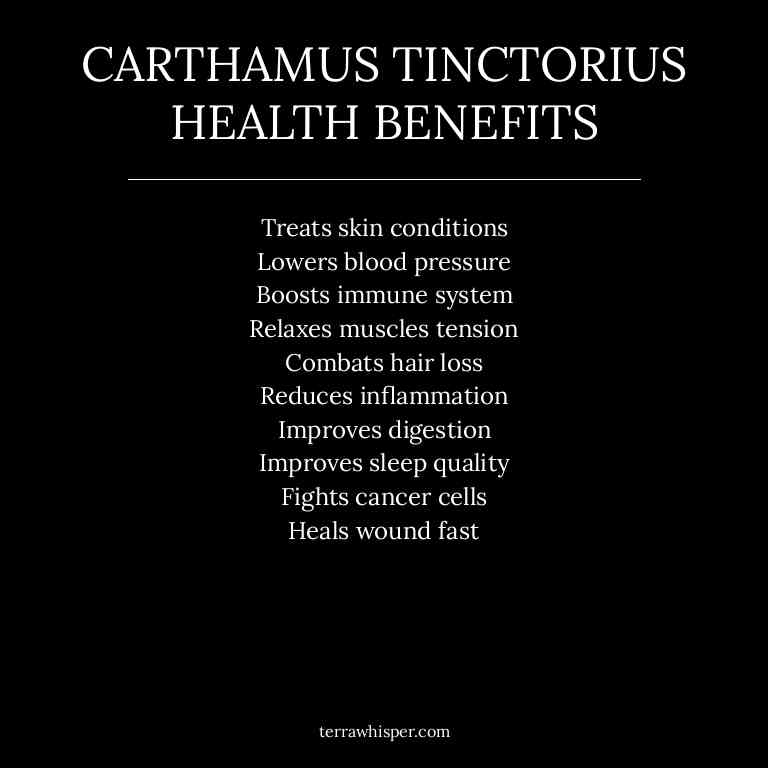 CARTHAMUS TINCTORIUS
HEALTH BENEFITS
Treats skin conditions
Lowers blood pressure
Boosts immune system
Relaxes muscles tension
Combats hair loss
Reduces inflammation
Improves digestion
Improves sleep quality
Fights cancer cells
Heals wound fast
terrawhisper.com